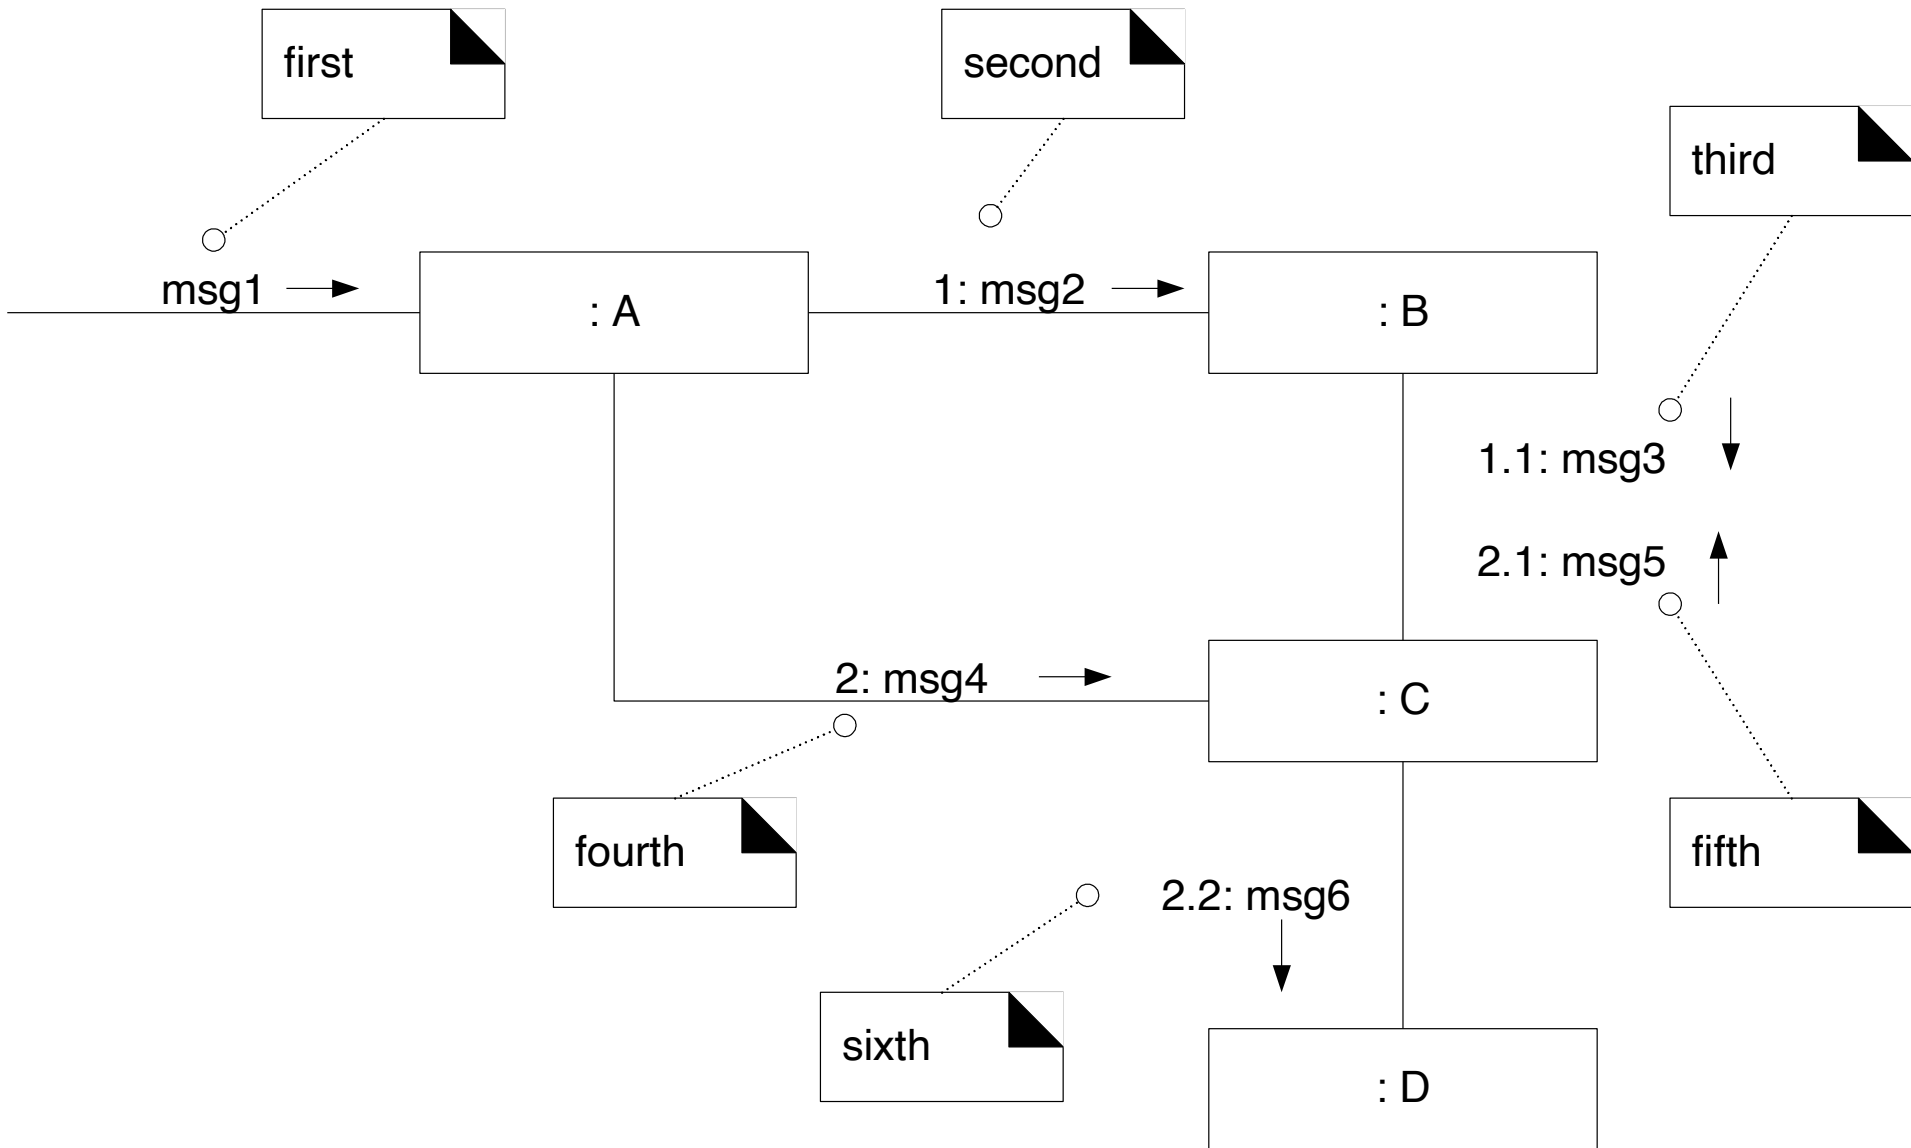 first
second
third
msg1
: A
1: msg2
: B
1.1: msg3
2.1: msg5
2: msg4
: C
fourth
fifth
2.2: msg6
sixth
: D